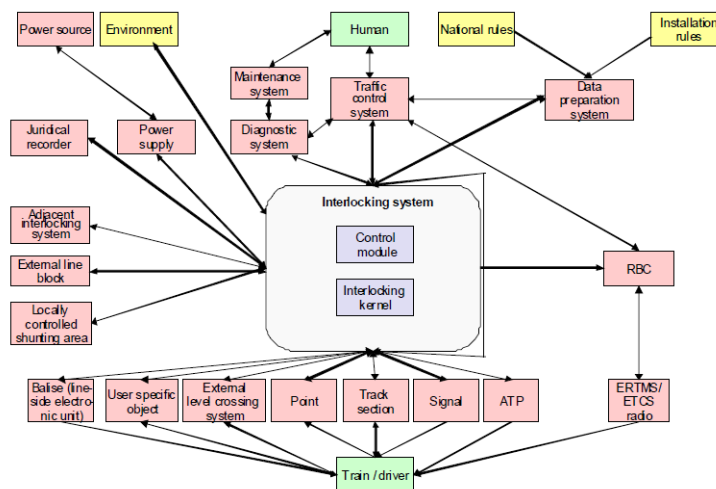 Power source
Environment
Human
National rules
Installation
rules
Maintenance
system
Traffic
control
system
Data
preparation
system
Juridical
recorder
Power
supply
Diagnostic
system
Interlocking system
Adjacent
interlocking
system
Control
module
External line
block
RBC
Interlocking
kernel
Locally
controlled
shunting area
Balise (line-
side electro-
nic unit)
User specific
object
External
level crossing
system
Point
Track
section
Signal
ATP
ERTMS/
ETCS
radio
Train / driver